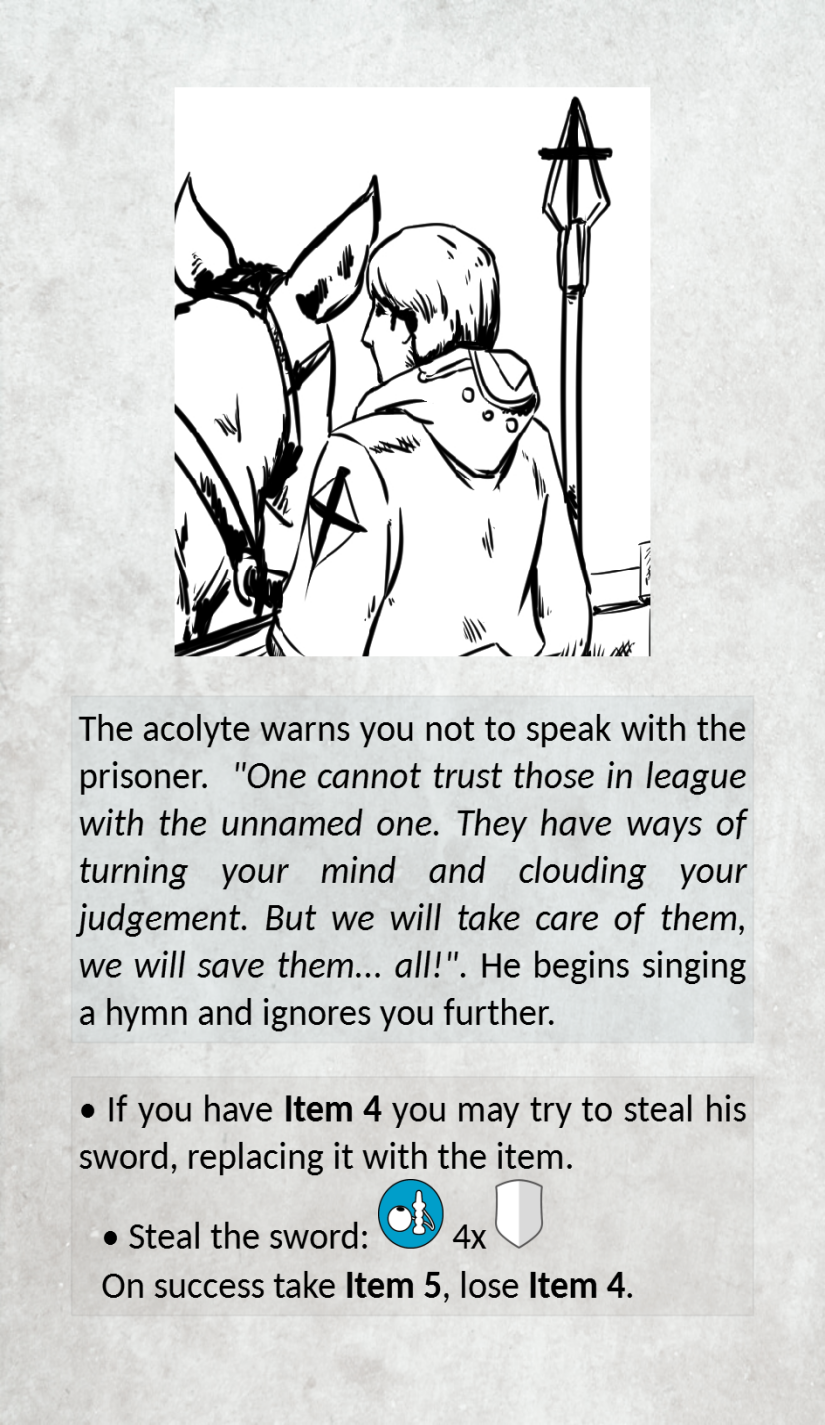 The acolyte warns you not to speak with the
prisoner. "One cannot trust those in league
with the unnamed one. They have ways of
turning your mind and clouding your
judgement. But we will take care of them,
we will save them... all!". He begins singing
a hymn and ignores you further.
• If you have Item 4 you may try to steal his
sword, replacing it with the item.
• Steal the sword: 4x
On success take Item 5, lose Item 4.